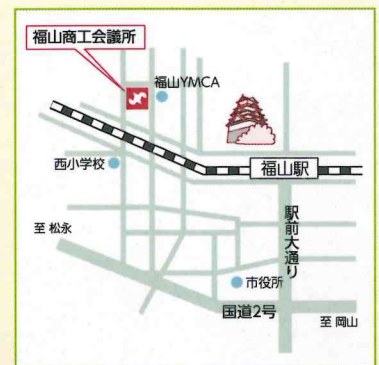 福山商工会議所
福山YMCA
西小学校
福山駅
至 松永
駅前大通り
市役所
国道2号
至 岡山